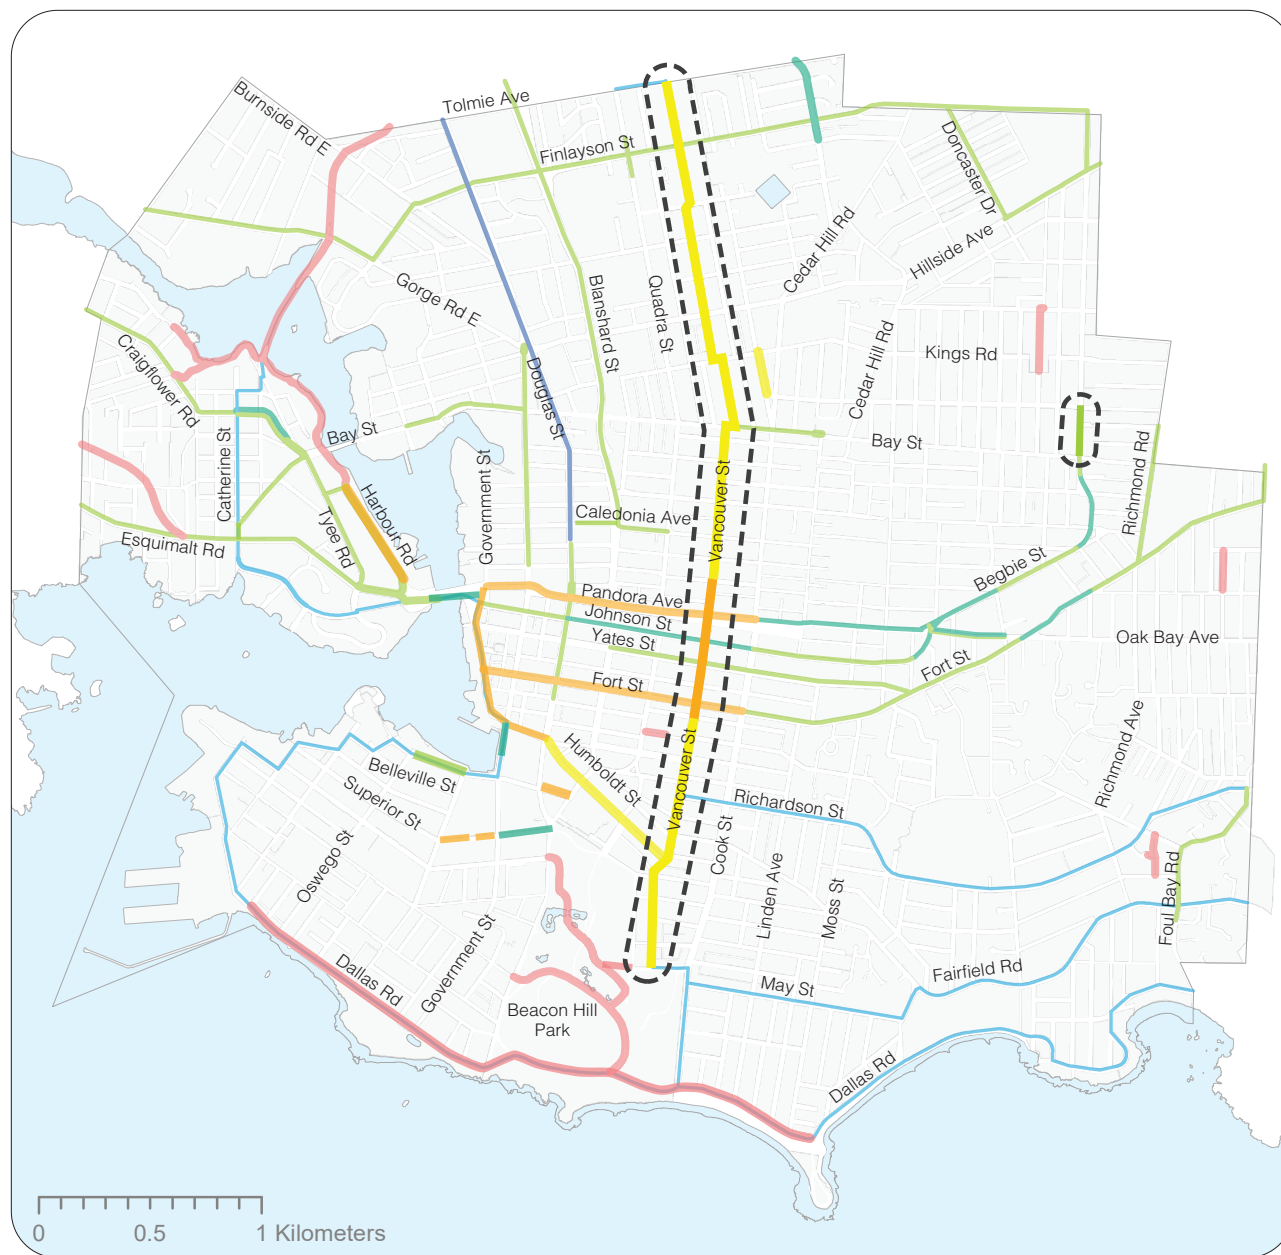 Burnside Rd E
Tolmie Ave
Finlayson St
Doncaster Dr
Hillside Ave
Cedar Hill Rd
Gorge Rd E
Blanshard St
Quadra St
Kings Rd
Cedar Hill Rd
Craigflower Rd
Douglas St
Bay St
Bay St
Catherine St
Government St
Vancouver St
Richmond Rd
Harbour Rd
Tyee Rd
Caledonia Ave
Esquimalt Rd
Begbie St
Pandora Ave
Johnson St
Yates St
Oak Bay Ave
Fort St
Fort St
Humboldt St
Vancouver St
Richmond Ave
Belleville St
Superior St
Richardson St
Oswego St
Cook St
Linden Ave
Moss St
Foul Bay Rd
Government St
Dallas Rd
Fairfield Rd
May St
Beacon Hill
Park
Dallas Rd
0 0.5 1 Kilometers